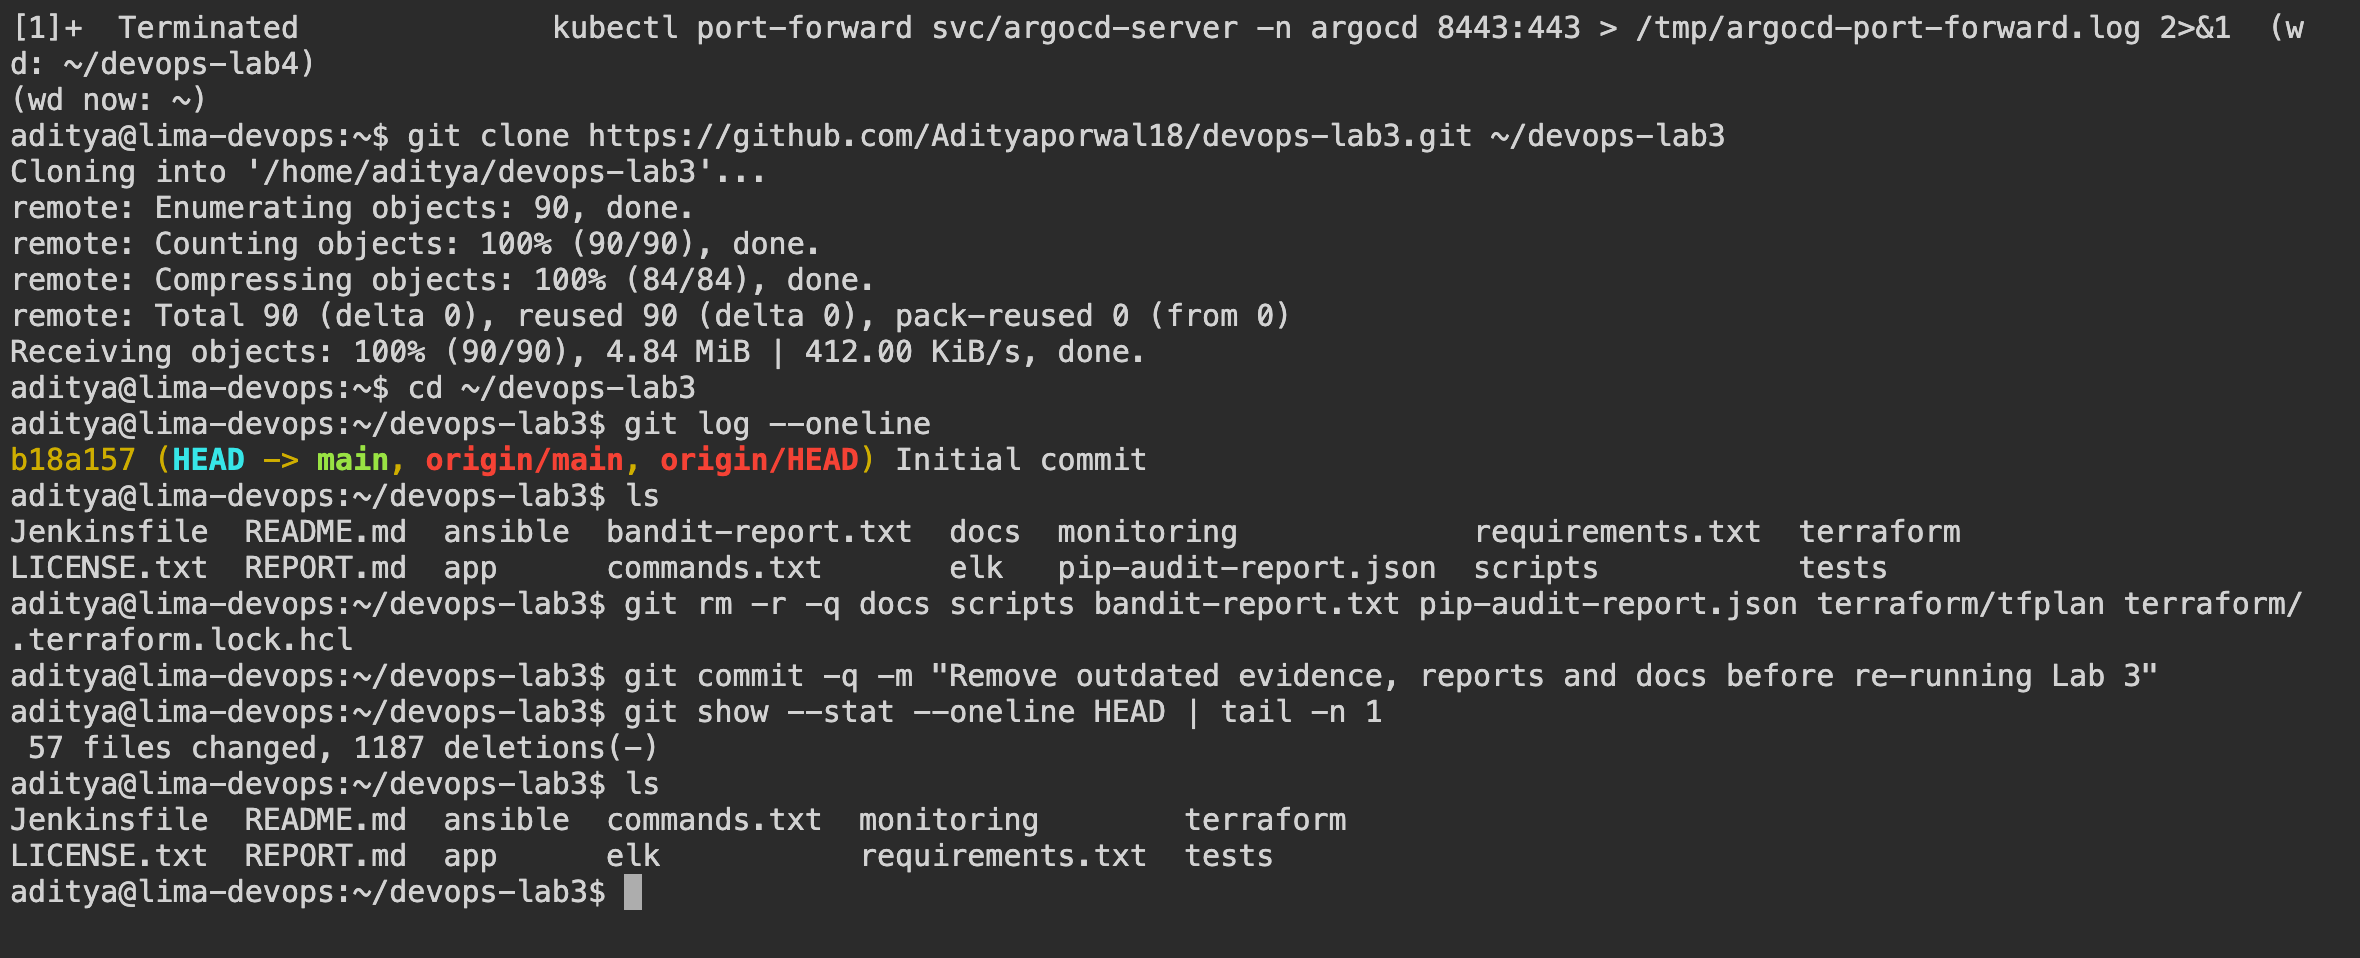 [1]+  Terminated              kubectl port-forward svc/argocd-server -n argocd 8443:443 > /tmp/argocd-port-forward.log 2>&1  (w
d: ~/devops-lab4)
(wd now: ~)
aditya@lima-devops:~$ git clone https://github.com/Adityaporwal18/devops-lab3.git ~/devops-lab3
Cloning into '/home/aditya/devops-lab3'...
remote: Enumerating objects: 90, done.
remote: Counting objects: 100% (90/90), done.
remote: Compressing objects: 100% (84/84), done.
remote: Total 90 (delta 0), reused 90 (delta 0), pack-reused 0 (from 0)
Receiving objects: 100% (90/90), 4.84 MiB | 412.00 KiB/s, done.
aditya@lima-devops:~$ cd ~/devops-lab3
aditya@lima-devops:~/devops-lab3$ git log --oneline
b18a157 (HEAD -> main, origin/main, origin/HEAD) Initial commit
aditya@lima-devops:~/devops-lab3$ ls
Jenkinsfile  README.md  ansible  bandit-report.txt  docs  monitoring             requirements.txt  terraform
LICENSE.txt  REPORT.md  app      commands.txt       elk   pip-audit-report.json  scripts           tests
aditya@lima-devops:~/devops-lab3$ git rm -r -q docs scripts bandit-report.txt pip-audit-report.json terraform/tfplan terraform/
.terraform.lock.hcl
aditya@lima-devops:~/devops-lab3$ git commit -q -m "Remove outdated evidence, reports and docs before re-running Lab 3"
aditya@lima-devops:~/devops-lab3$ git show --stat --oneline HEAD | tail -n 1
 57 files changed, 1187 deletions(-)
aditya@lima-devops:~/devops-lab3$ ls
Jenkinsfile  README.md  ansible  commands.txt  monitoring        terraform
LICENSE.txt  REPORT.md  app      elk           requirements.txt  tests
aditya@lima-devops:~/devops-lab3$